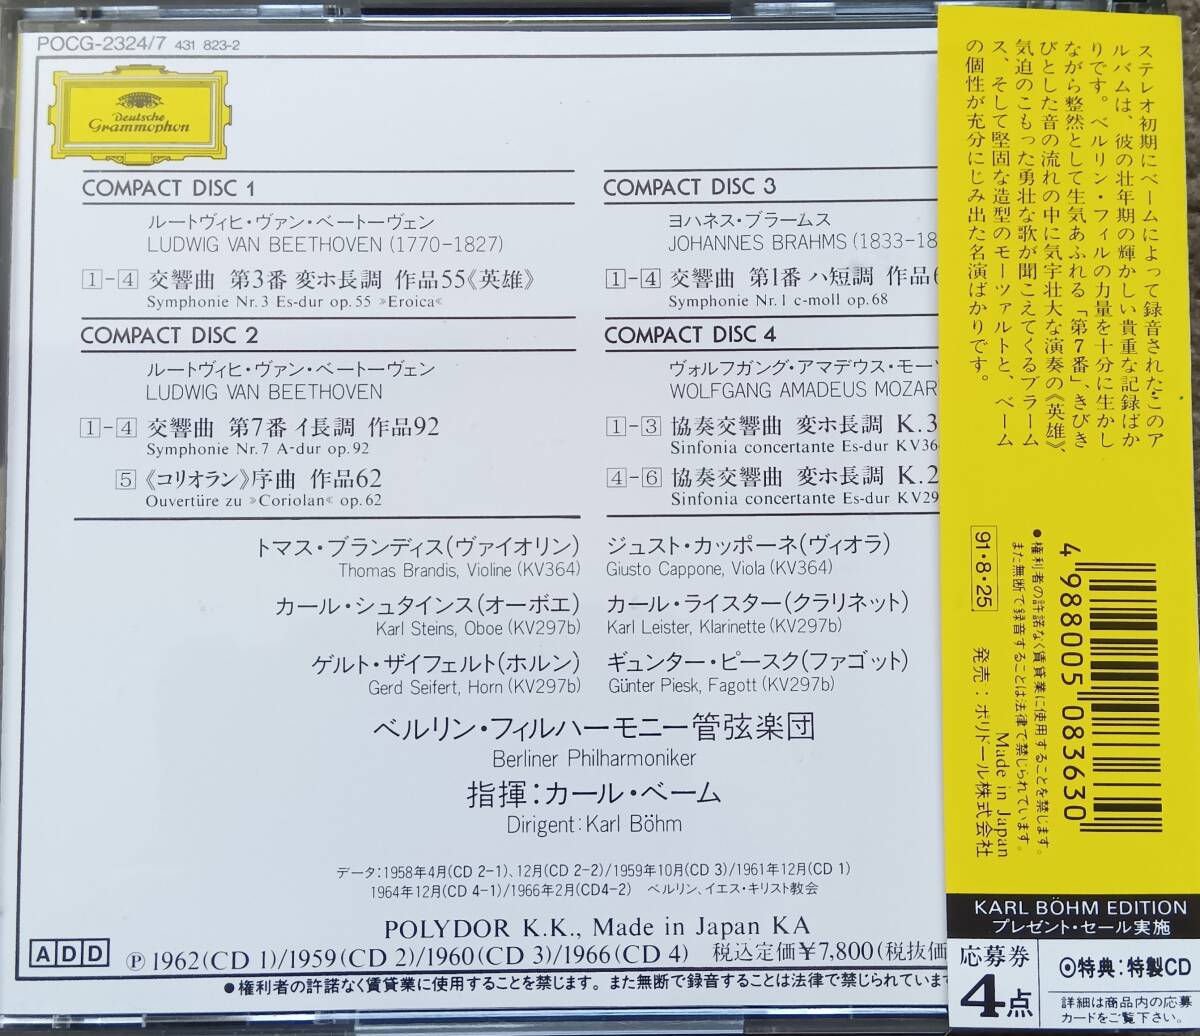 POCG-2324/7 431 823-2
Deutsche
Grammophon
COMPACT DISC 1
ルートヴィヒ・ヴァン・ベートーヴェン
LUDWIG VAN BEETHOVEN (1770-1827)
1-4 交響曲 第3番 変ホ長調 作品55《英雄》
Symphonie Nr.3 Es-dur op.55 »Eroica«
COMPACT DISC 2
ルートヴィヒ・ヴァン・ベートーヴェン
LUDWIG VAN BEETHOVEN
1-4 交響曲 第7番 イ長調 作品92
Symphonie Nr.7 A-dur op.92
5 《コリオラン》序曲 作品62
Ouvertüre zu »Coriolan« op.62
COMPACT DISC 3
ヨハネス・ブラームス
JOHANNES BRAHMS (1833-18
1-4 交響曲 第1番 ハ短調 作品6
Symphonie Nr.1 c-moll op.68
COMPACT DISC 4
ヴォルフガング・アマデウス・モー
WOLFGANG AMADEUS MOZAR
1-3 協奏交響曲 変ホ長調 K.3
Sinfonia concertante Es-dur KV36
4-6 協奏交響曲 変ホ長調 K.2
Sinfonia concertante Es-dur KV29
トマス・ブランディス(ヴァイオリン)
Thomas Brandis, Violine (KV364)
ジュスト・カッポーネ(ヴィオラ)
Giusto Cappone, Viola (KV364)
カール・シュタインス(オーボエ)
Karl Steins, Oboe (KV297b)
カール・ライスター(クラリネット)
Karl Leister, Klarinette (KV297b)
ゲルト・ザイフェルト(ホルン)
Gerd Seifert, Horn (KV297b)
ギュンター・ピースク(ファゴット)
Günter Piesk, Fagott (KV297b)
ベルリン・フィルハーモニー管弦楽団
Berliner Philharmoniker
指揮:カール・ベーム
Dirigent: Karl Böhm
データ:1958年4月(CD 2-1)、12月(CD 2-2)/1959年10月(CD 3)/1961年12月(CD 1)
1964年12月(CD 4-1)/1966年2月(CD4-2) ベルリン、イエス・キリスト教会
POLYDOR K.K., Made in Japan KA
ADD
Ⓟ 1962(CD 1)/1959(CD 2)/1960(CD 3)/1966(CD 4) 税込定価¥7,800(税抜価
●権利者の許諾なく賃貸業に使用することを禁じます。また無断で録音することは法律で禁じられています
ステレオ初期にベームによって録音されたこのア
ルバムは、彼の壮年期の輝かしい貴重な記録ばか
りです。ベルリン・フィルの力量を十分に生かし
ながら整然として生気あふれる「第7番」、きびき
びとした音の流れの中に気宇壮大な演奏の《英雄》、
気迫のこもった勇壮な歌が聞こえてくるブラーム
ス、そして堅固な造型のモーツァルトと、ベーム
の個性が充分ににじみ出た名演ばかりです。
4 988005 083630
●権利者の許諾なく賃貸業に使用することを禁じます。
また無断で録音することは法律で禁じられています。
Made in Japan
91・8・25 発売:ポリドール株式会社
KARL BÖHM EDITION
プレゼント・セール実施
応募券
4点
◎特典:特製CD
詳細は商品内の応募
カードをご覧下さい。